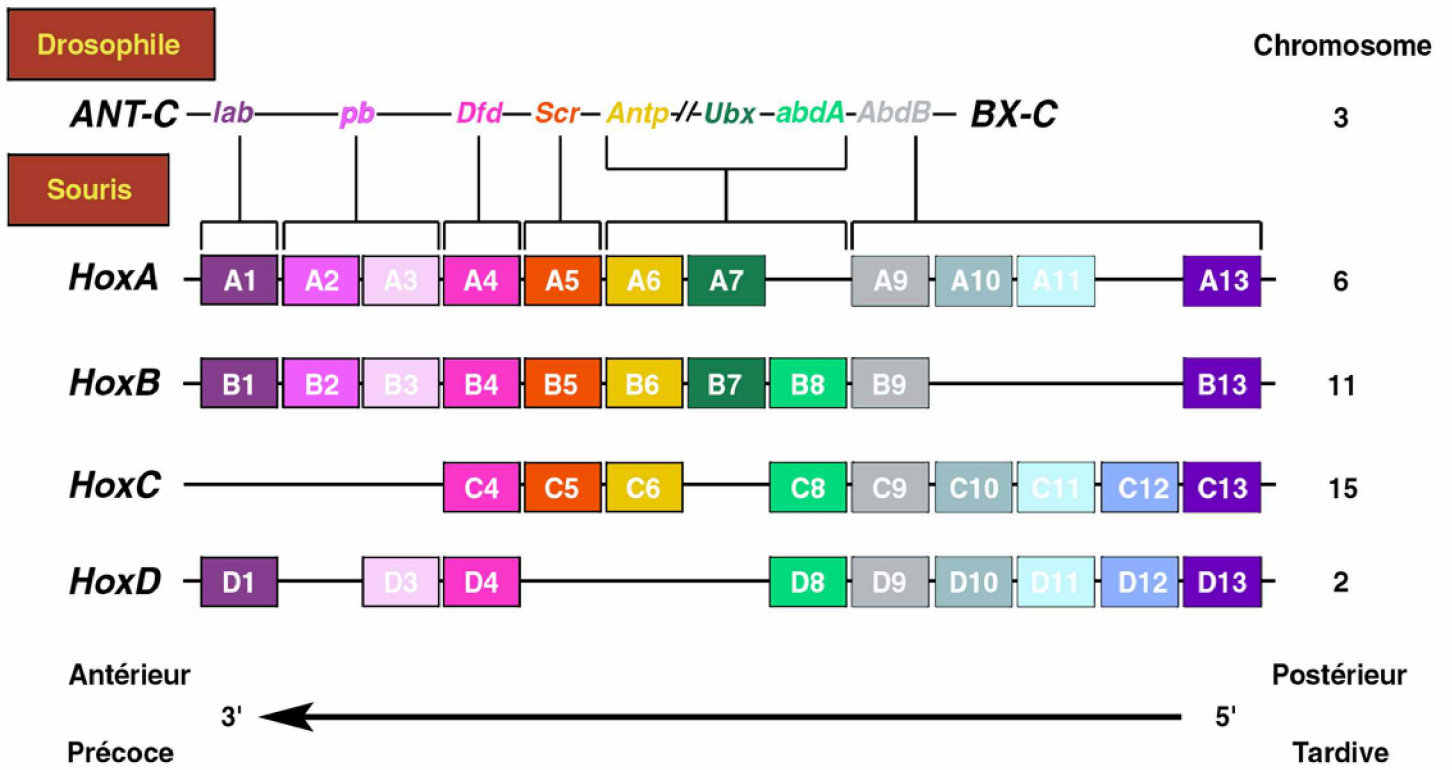 Drosophile
Chromosome
ANT-C lab pb Dfd Scr Antp // Ubx abdA AbdB BX-C 3
Souris
HoxA A1 A2 A3 A4 A5 A6 A7 A9 A10 A11 A13 6
HoxB B1 B2 B3 B4 B5 B6 B7 B8 B9 B13 11
HoxC C4 C5 C6 C8 C9 C10 C11 C12 C13 15
HoxD D1 D3 D4 D8 D9 D10 D11 D12 D13 2
Antérieur Postérieur
3' 5'
Précoce Tardive